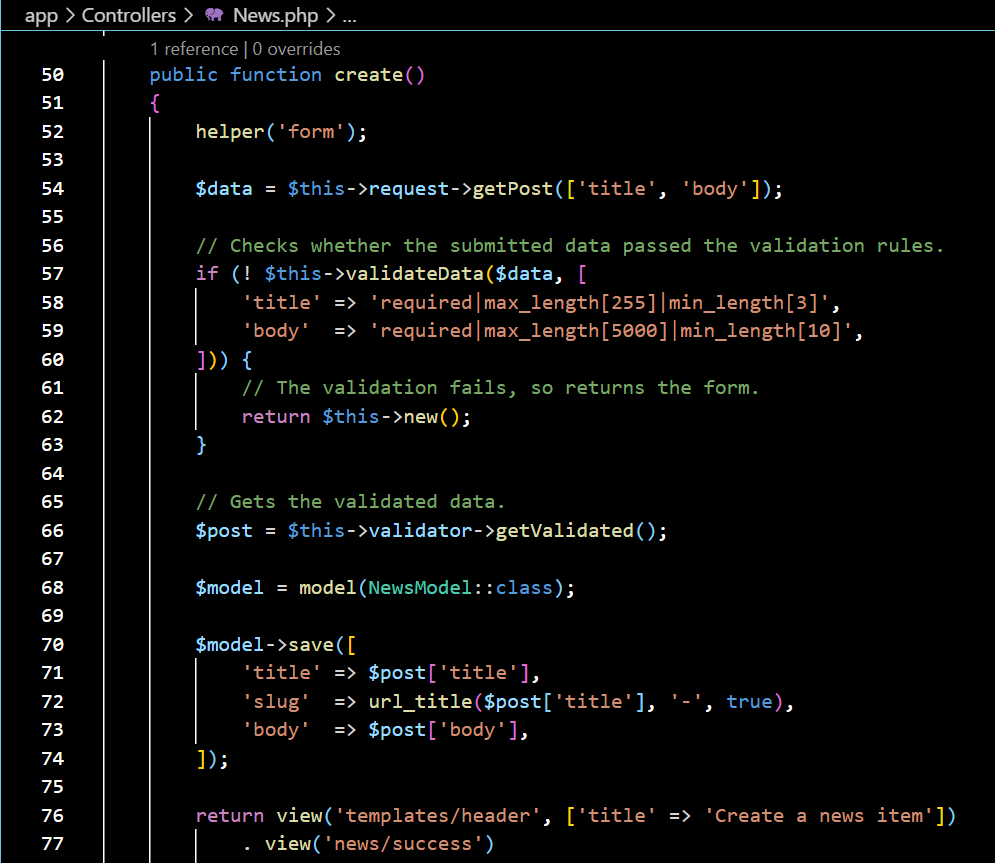 app > Controllers > News.php > ...
1 reference | 0 overrides
50 public function create()
51 {
52 helper('form');
53
54 $data = $this->request->getPost(['title', 'body']);
55
56 // Checks whether the submitted data passed the validation rules.
57 if (! $this->validateData($data, [
58 'title' => 'required|max_length[255]|min_length[3]',
59 'body'  => 'required|max_length[5000]|min_length[10]',
60 ])) {
61 // The validation fails, so returns the form.
62 return $this->new();
63 }
64
65 // Gets the validated data.
66 $post = $this->validator->getValidated();
67
68 $model = model(NewsModel::class);
69
70 $model->save([
71 'title' => $post['title'],
72 'slug'  => url_title($post['title'], '-', true),
73 'body'  => $post['body'],
74 ]);
75
76 return view('templates/header', ['title' => 'Create a news item'])
77 . view('news/success')